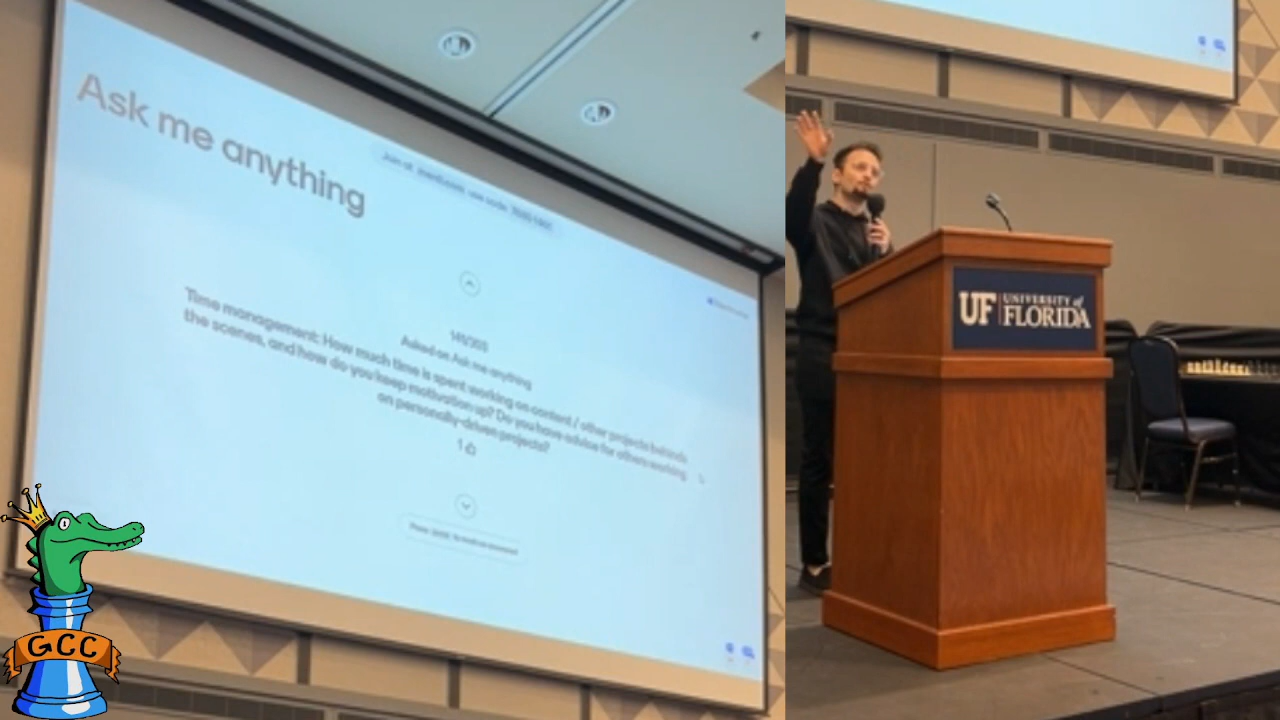 Ask me anything
Asked on Ask me anything
Time management: How much time is spent working on content / other projects behinds
the scenes, and how do you keep motivation up? Do you have advice for others working
on personally-driven projects?
1
UF UNIVERSITY of
FLORIDA
GCC